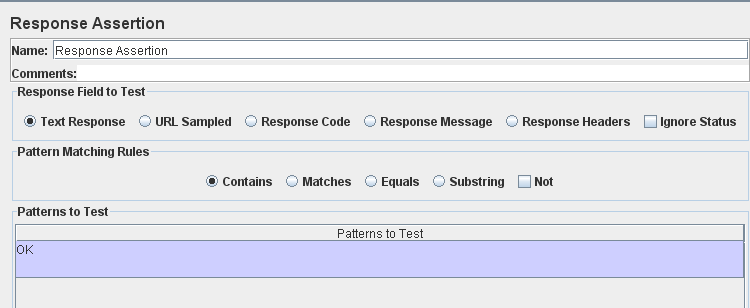 Response Assertion
Name: Response Assertion
Comments:
Response Field to Test
Text Response URL Sampled Response Code Response Message Response Headers Ignore Status
Pattern Matching Rules
Contains Matches Equals Substring Not
Patterns to Test
Patterns to Test
OK